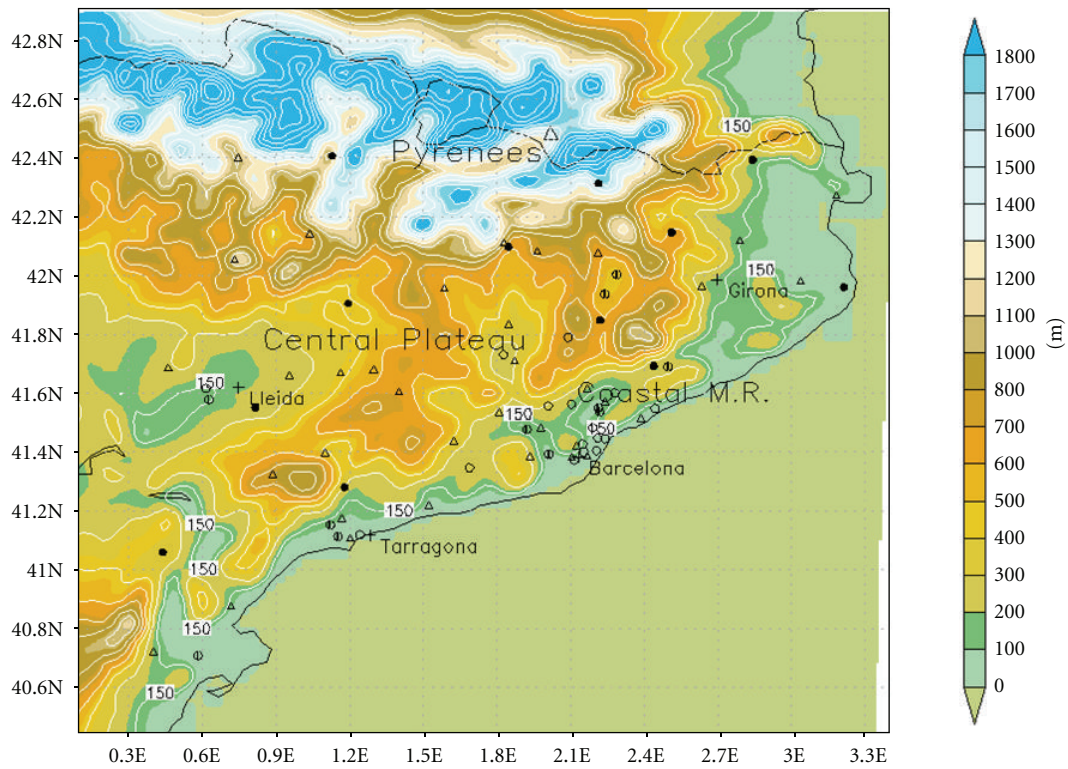 42.8N
42.6N
42.4N
42.2N
42N
41.8N
41.6N
41.4N
41.2N
41N
40.8N
40.6N
0.3E 0.6E 0.9E 1.2E 1.5E 1.8E 2.1E 2.4E 2.7E 3E 3.3E
150
Pyrenees
150
Girona
Central Plateau
150
Lleida
Coastal M.R.
150
150
Barcelona
150
150
Tarragona
150
150
150
1800
1700
1600
1500
1400
1300
1200
1100
1000
800
700
600
500
400
300
200
100
0
(m)